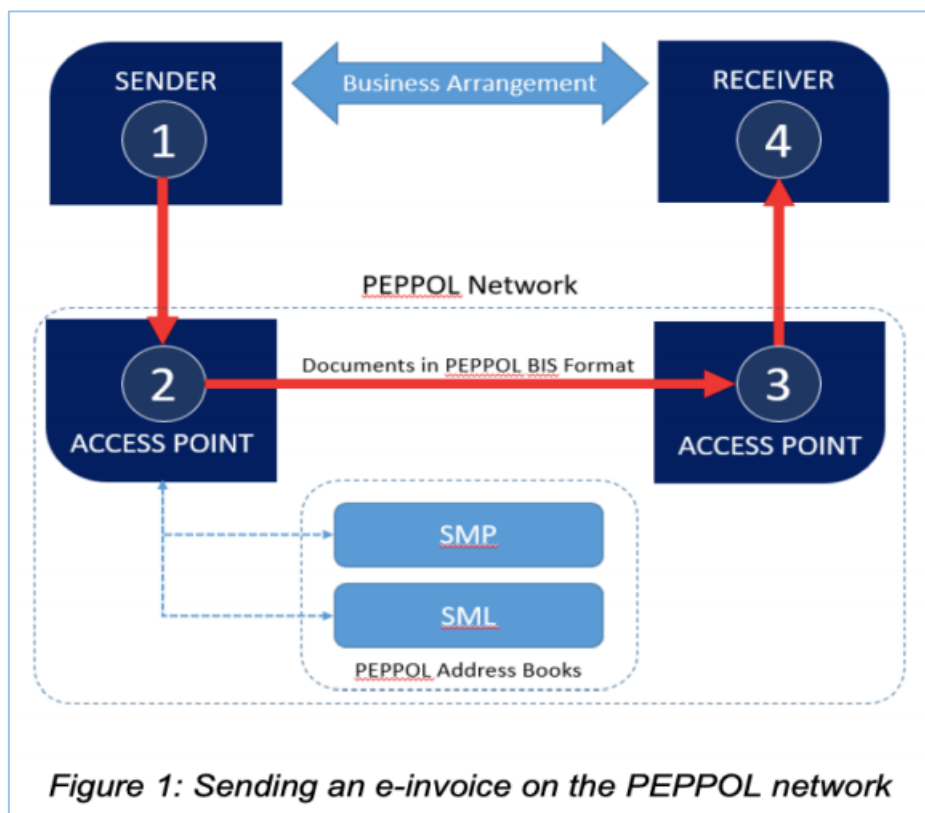 SENDER
1
Business Arrangement
RECEIVER
4
PEPPOL Network
2
ACCESS POINT
Documents in PEPPOL BIS Format
3
ACCESS POINT
SMP
SML
PEPPOL Address Books
Figure 1: Sending an e-invoice on the PEPPOL network